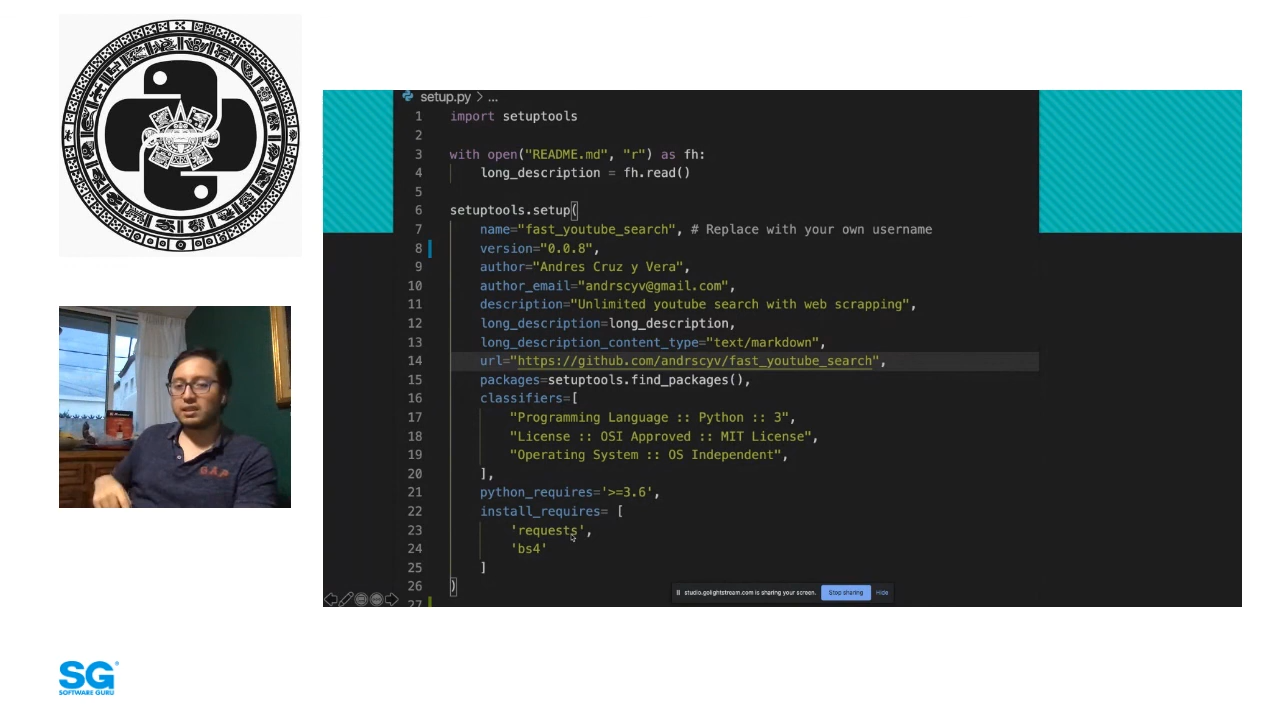 setup.py > ...
1 import setuptools
2
3 with open("README.md", "r") as fh:
4 long_description = fh.read()
5
6 setuptools.setup(
7 name="fast_youtube_search", # Replace with your own username
8 version="0.0.8",
9 author="Andres Cruz y Vera",
10 author_email="andrscyv@gmail.com",
11 description="Unlimited youtube search with web scrapping",
12 long_description=long_description,
13 long_description_content_type="text/markdown",
14 url="https://github.com/andrscyv/fast_youtube_search",
15 packages=setuptools.find_packages(),
16 classifiers=[
17 "Programming Language :: Python :: 3",
18 "License :: OSI Approved :: MIT License",
19 "Operating System :: OS Independent",
20 ],
21 python_requires='>=3.6',
22 install_requires= [
23 'requests',
24 'bs4'
25 ]
26 )
27
studio.golightstream.com is sharing your screen. Stop sharing Hide
GAP
SG
SOFTWARE GURU